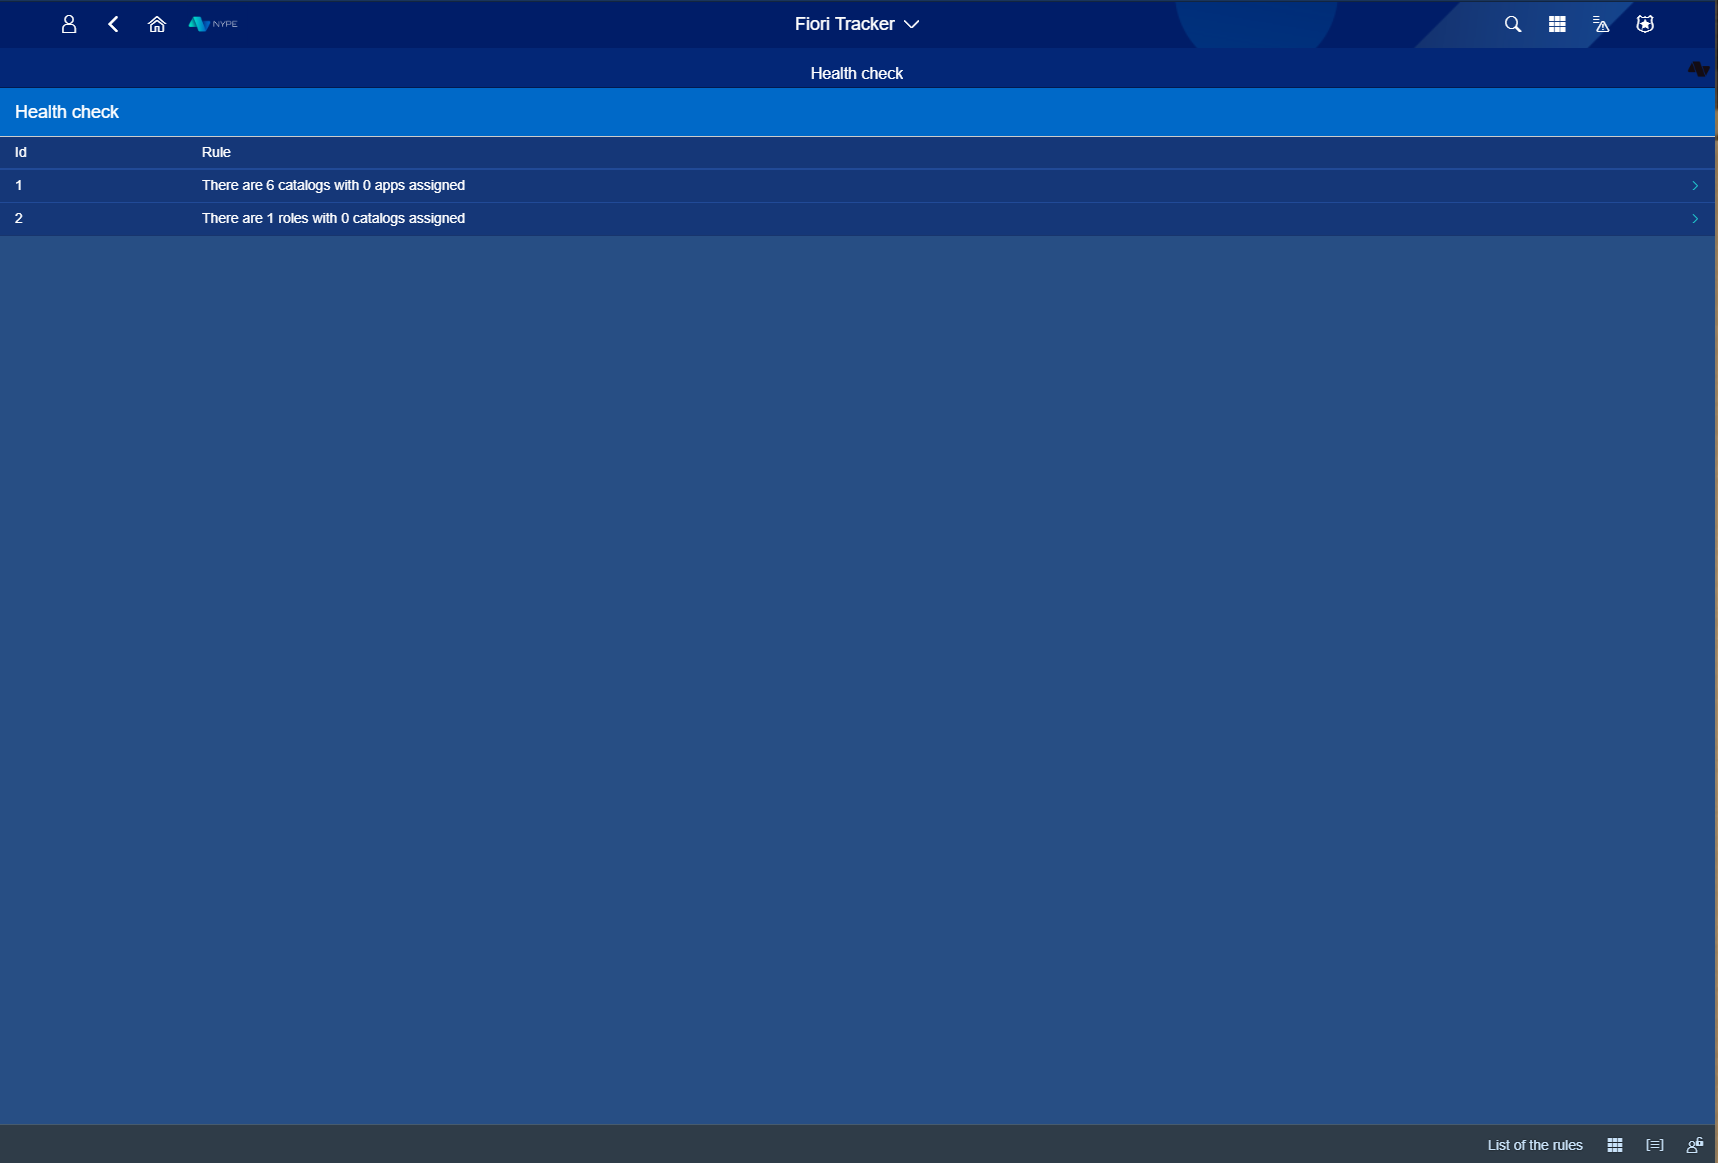 NYPE
Fiori Tracker
Health check
Health check
Id Rule
1 There are 6 catalogs with 0 apps assigned
2 There are 1 roles with 0 catalogs assigned
List of the rules